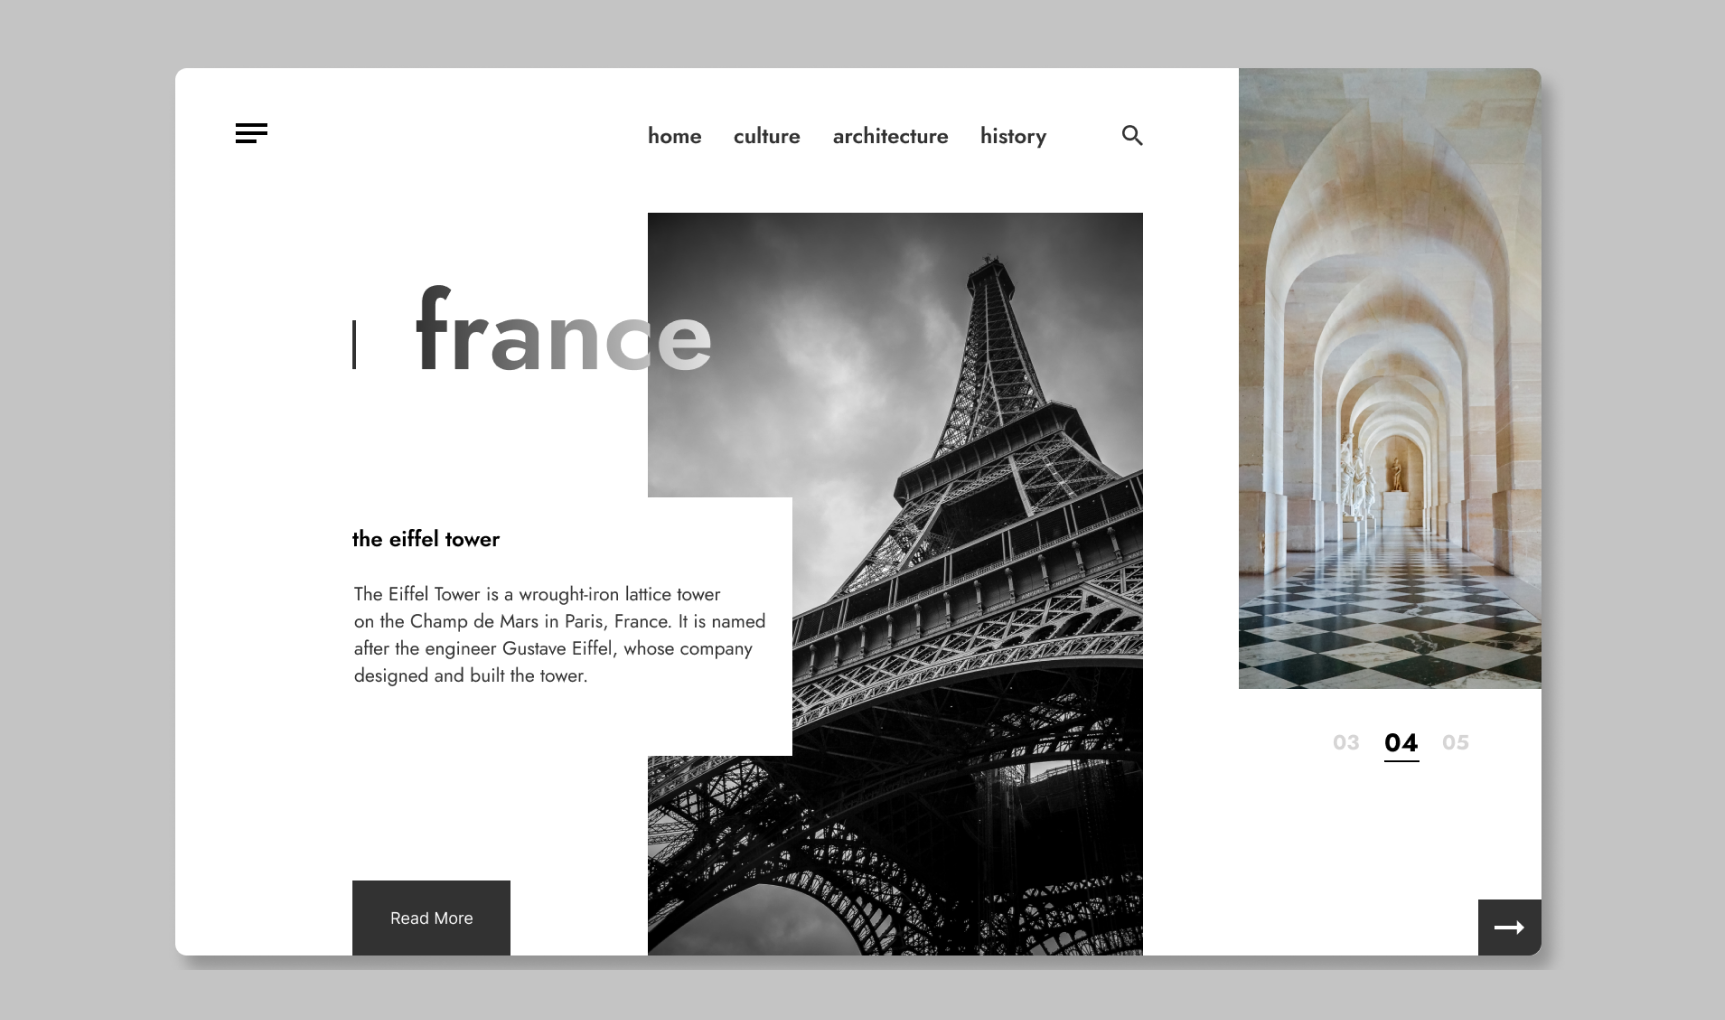 home culture architecture history
france
the eiffel tower
The Eiffel Tower is a wrought-iron lattice tower
on the Champ de Mars in Paris, France. It is named
after the engineer Gustave Eiffel, whose company
designed and built the tower.
03 04 05
Read More